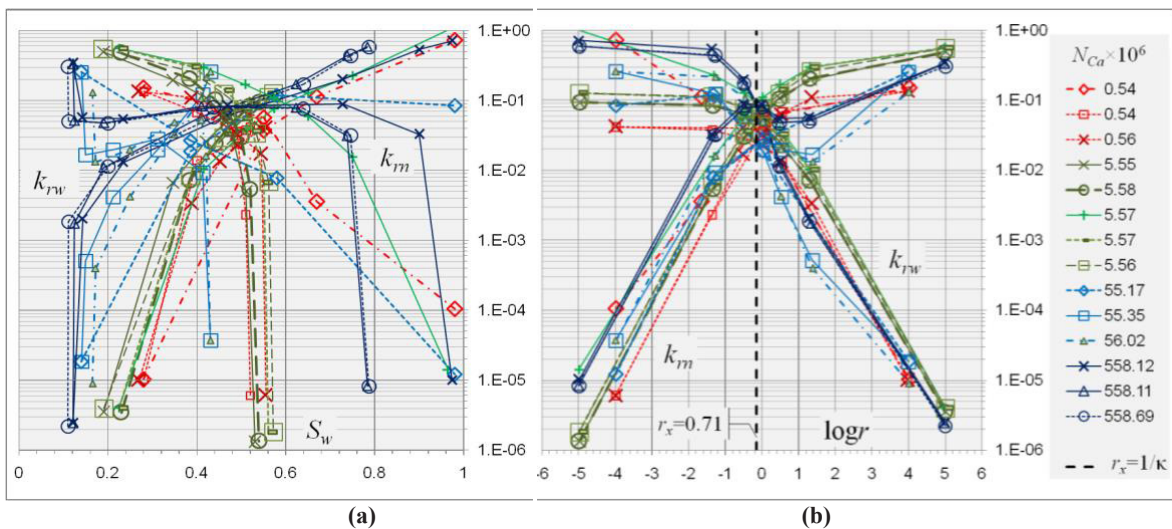 1.E+00
1.E-01
1.E-02
1.E-03
1.E-04
1.E-05
1.E-06
0 0.2 0.4 0.6 0.8 1
k_rw
k_rn
S_w
(a)
1.E+00
1.E-01
1.E-02
1.E-03
1.E-04
1.E-05
1.E-06
-6 -5 -4 -3 -2 -1 0 1 2 3 4 5 6
k_rw
k_rn
r_x=0.71
logr
(b)
N_Ca×10^6
0.54
0.54
0.56
5.55
5.58
5.57
5.57
5.56
55.17
55.35
56.02
558.12
558.11
558.69
r_x=1/κ